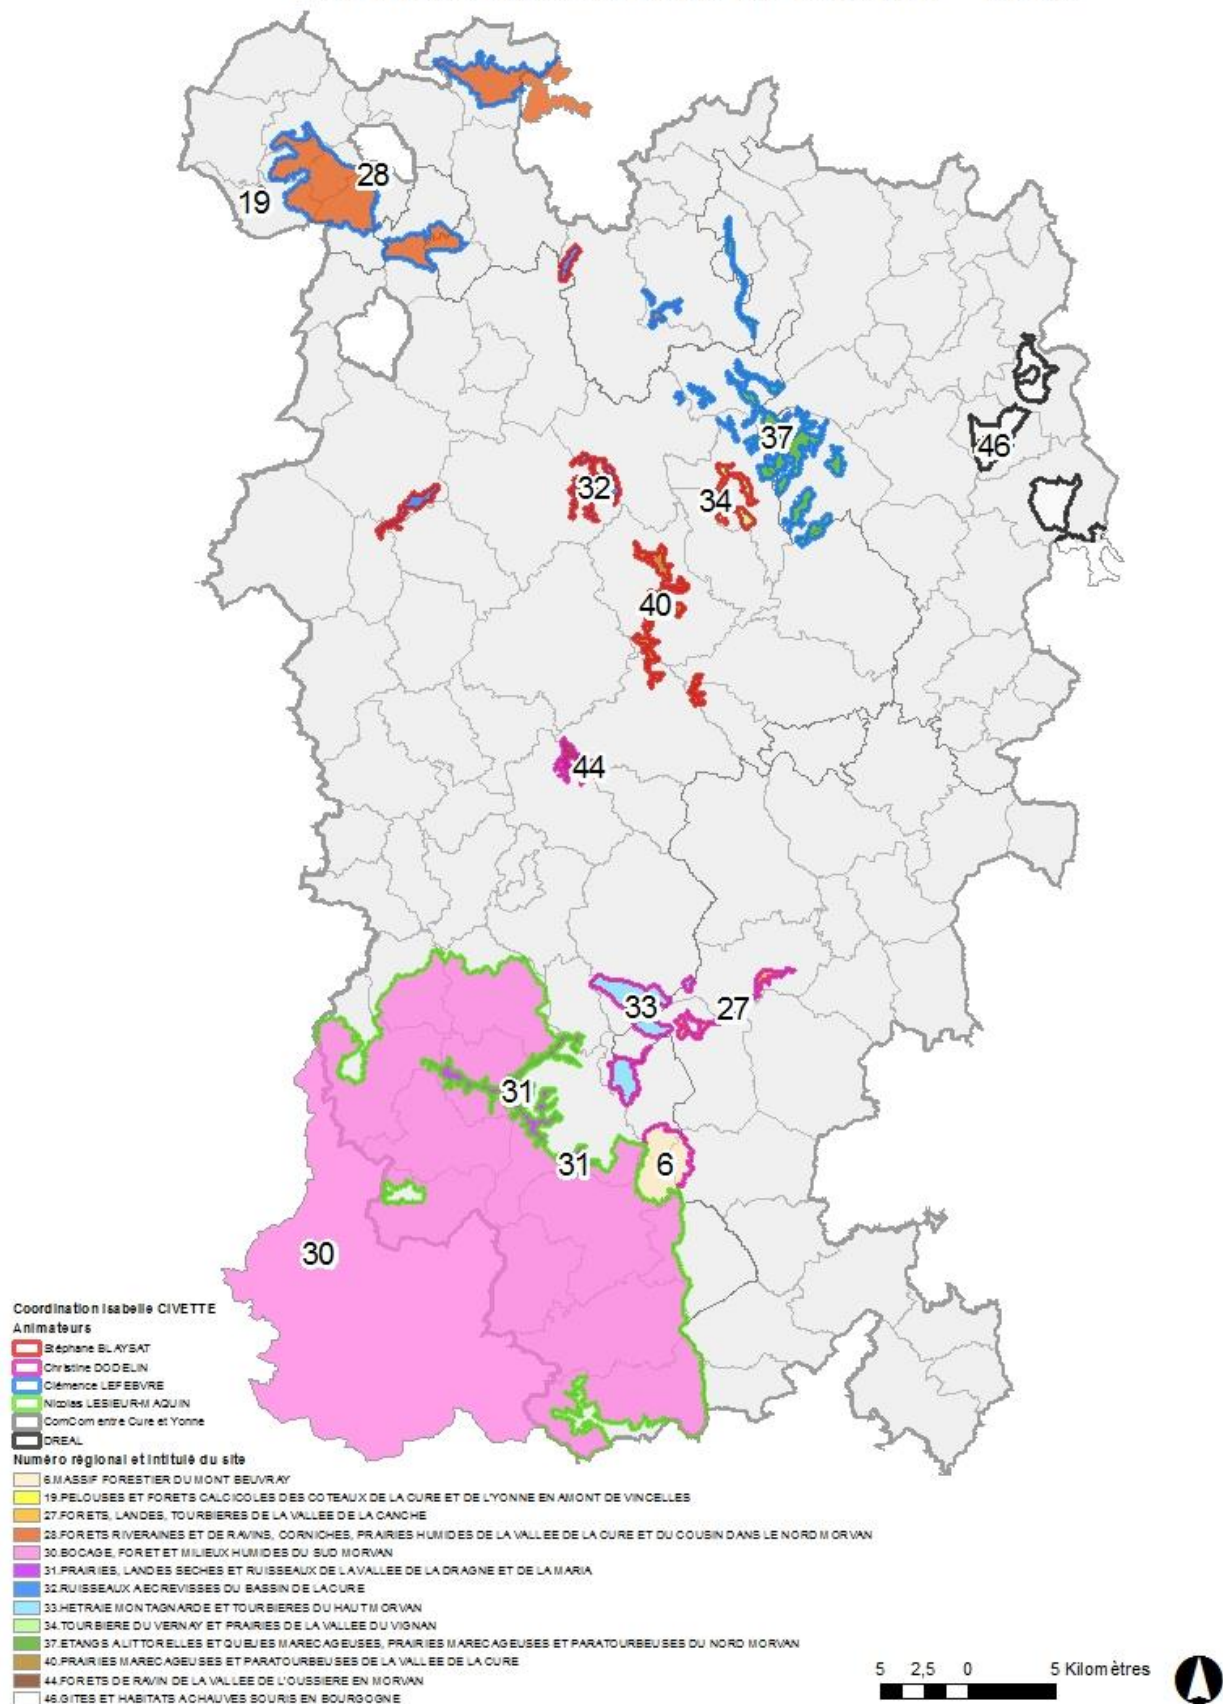 28
19
37
46
32
34
40
44
33
27
31
31
6
30
Coordination Isabelle CIVETTE
Animateurs
Stéphane BLAYSAT
Christine DODELIN
Clémence LEFEBVRE
Nicolas LESIEUR-MAQUIN
ComCom entre Cure et Yonne
DREAL
Numéro régional et intitulé du site
6.MASSIF FORESTIER DU MONT BEUVRAY
19.PELOUSES ET FORETS CALCICOLES DES COTEAUX DE LA CURE ET DE L'YONNE EN AMONT DE VINCELLES
27.FORETS, LANDES, TOURBIERES DE LA VALLEE DE LA CANCHE
28.FORETS RIVERAINES ET DE RAVINS, CORNICHES, PRAIRIES HUMIDES DE LA VALLEE DE LA CURE ET DU COUSIN DANS LE NORD MORVAN
30.BOCAGE, FORET ET MILIEUX HUMIDES DU SUD MORVAN
31.PRAIRIES, LANDES SECHES ET RUISSEAUX DE LA VALLEE DE LA DRAGNE ET DE LA MARIA
32.RUISSEAUX A ECREVISSES DU BASSIN DE LA CURE
33.HETRAIE MONTAGNARDE ET TOURBIERES DU HAUT MORVAN
34.TOURBIERE DU VERNAY ET PRAIRIES DE LA VALLEE DU VIGNAN
37.ETANGS A LITTORELLES ET QUEUES MARECAGEUSES, PRAIRIES MARECAGEUSES ET PARATOURBEUSES DU NORD MORVAN
40.PRAIRIES MARECAGEUSES ET PARATOURBEUSES DE LA VALLEE DE LA CURE
44.FORETS DE RAVIN DE LA VALLEE DE L'OUSSIERE EN MORVAN
46.GITES ET HABITATS A CHAUVES SOURIS EN BOURGOGNE
5 2,5 0 5 Kilomètres